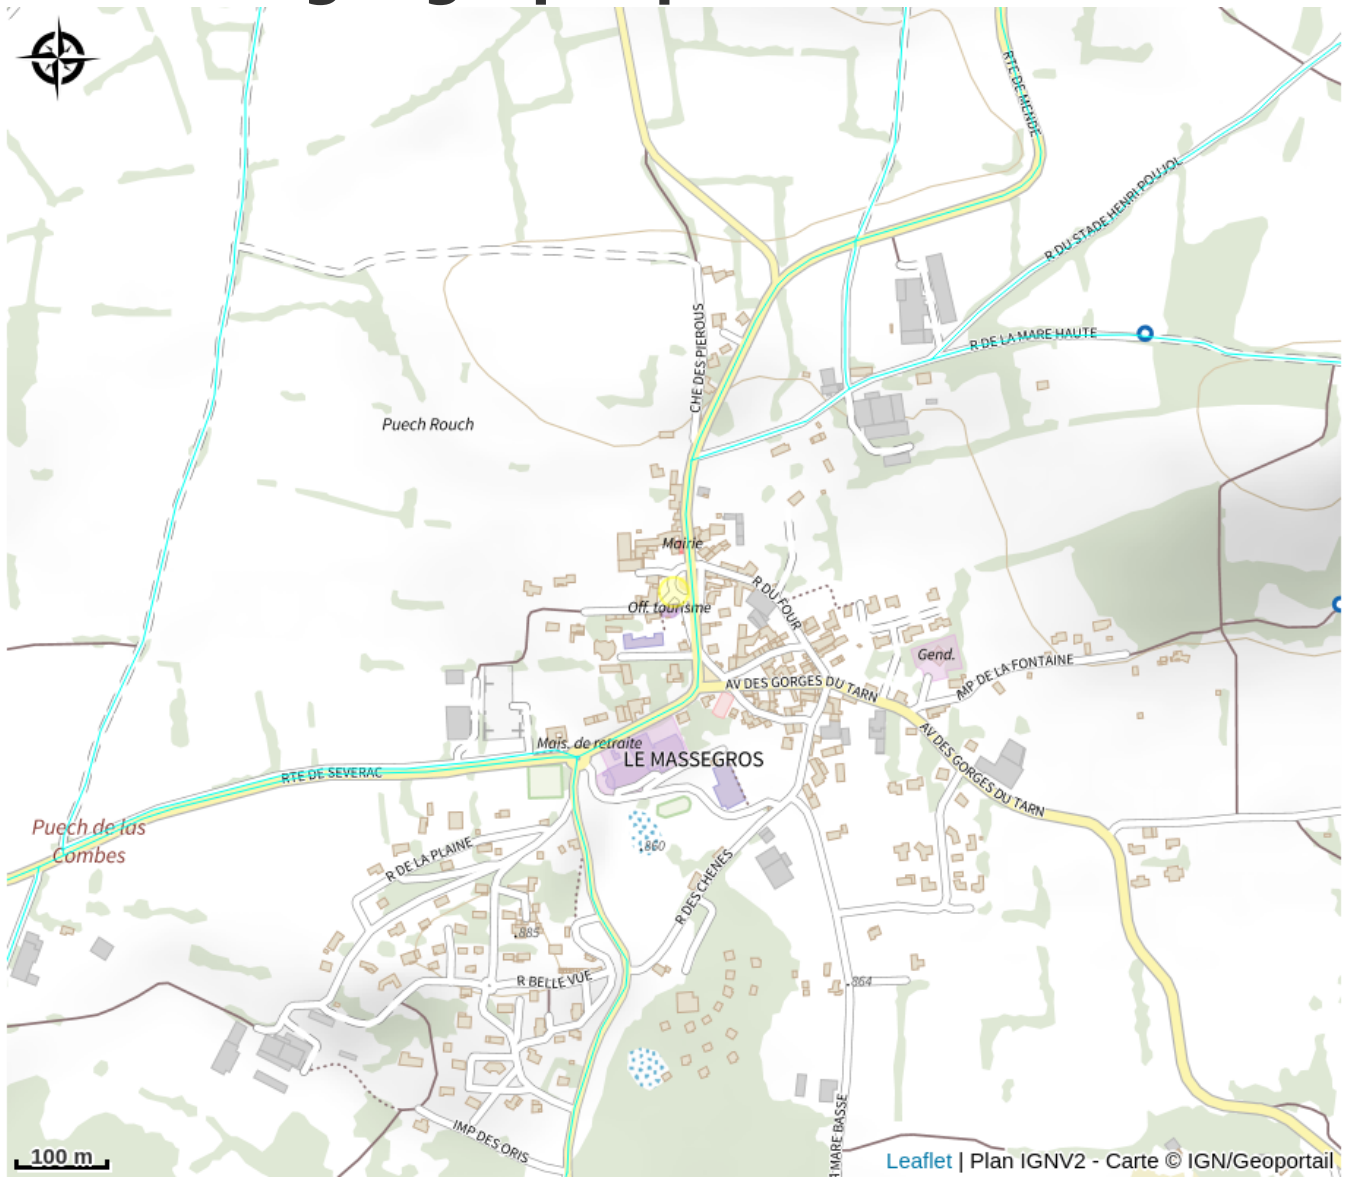 RTE DE MENDE
R DU STADE HENRI POUJOL
R DE LA MARE HAUTE
CHE DES PIEROUS
Puech Rouch
Mairie
R DU FOUR
Off. tourisme
Gend.
IMP DE LA FONTAINE
AV DES GORGES DU TARN
Mais. de retraite
LE MASSEGROS
AV DES GORGES DU TARN
RTE DE SEVERAC
Puech de las
Combes
860
R DE LA PLAINE
R DES CHENES
885
R BELLE VUE
864
IMP DES ORIS
MARE BASSE
100 m
Leaflet | Plan IGNV2 - Carte © IGN/Geoportail